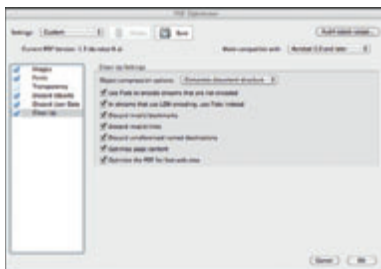 PDF Optimizer
Settings: Custom Delete Save Audit space usage...
Current PDF Version: 1.3 Make compatible with: Acrobat 5.0 and later
Images
Fonts
Transparency
Discard Objects
Discard User Data
Clean Up
Clean Up Settings
Object compression options: Compress document structure
Use Flate to encode streams that are not encoded
In streams that use LZW encoding, use Flate instead
Discard invalid bookmarks
Discard invalid links
Discard unreferenced named destinations
Optimize page content
Optimize the PDF for fast web view
Cancel OK